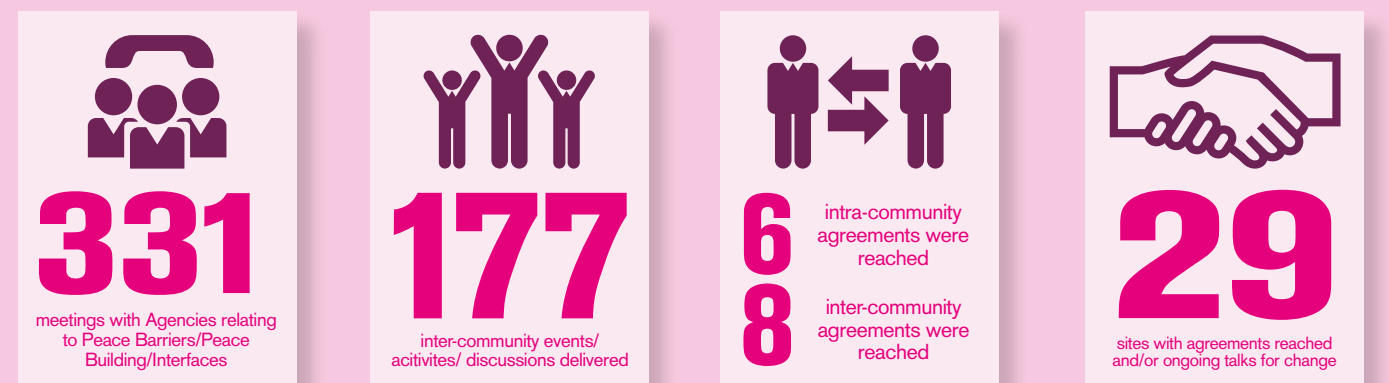 331
meetings with Agencies relating
to Peace Barriers/Peace
Building/Interfaces
177
inter-community events/
acitivites/ discussions delivered
6
intra-community
agreements were
reached
8
inter-community
agreements were
reached
29
sites with agreements reached
and/or ongoing talks for change